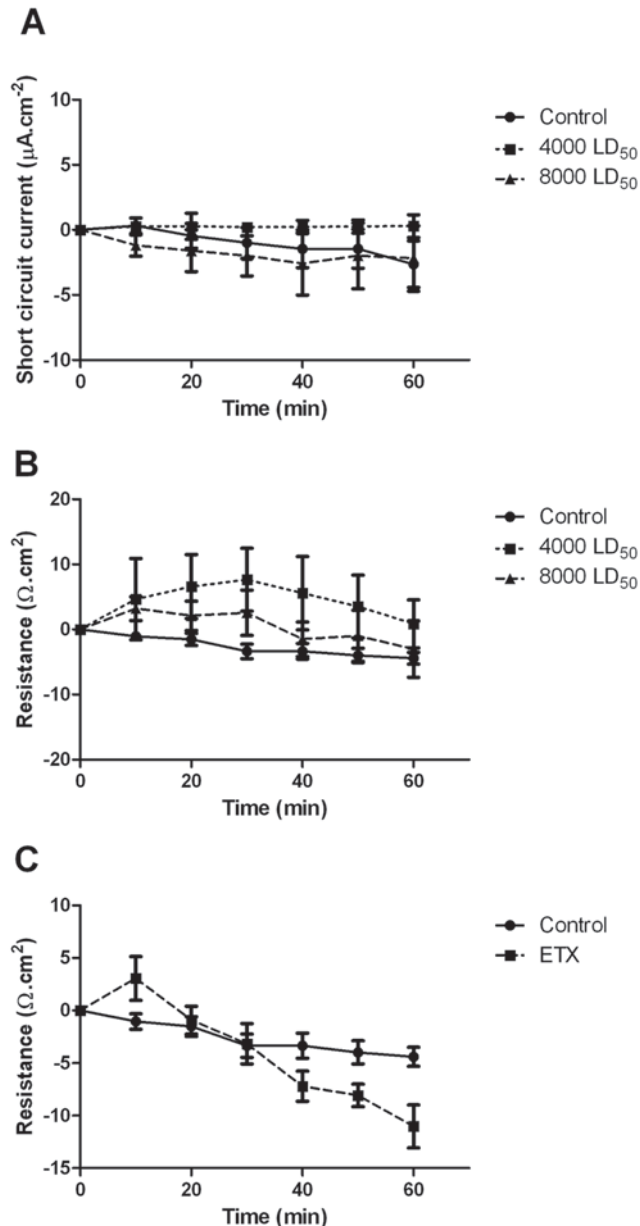 A
Short circuit current (µA.cm-2)
10
5
0
-5
-10
0 20 40 60
Time (min)
Control
4000 LD50
8000 LD50
B
Resistance (Ω.cm2)
20
10
0
-10
-20
0 20 40 60
Time (min)
Control
4000 LD50
8000 LD50
C
Resistance (Ω.cm2)
10
5
0
-5
-10
-15
0 20 40 60
Time (min)
Control
ETX